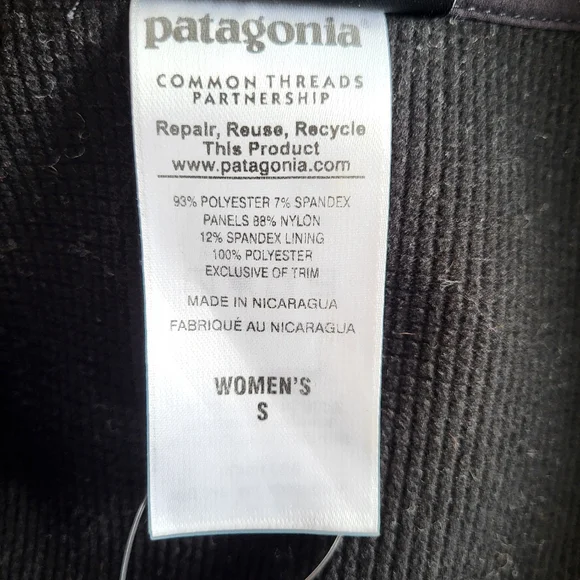 patagonia
COMMON THREADS
PARTNERSHIP
Repair, Reuse, Recycle
This Product
www.patagonia.com
93% POLYESTER 7% SPANDEX
PANELS 88% NYLON
12% SPANDEX LINING
100% POLYESTER
EXCLUSIVE OF TRIM
MADE IN NICARAGUA
FABRIQUÉ AU NICARAGUA
WOMEN'S
S